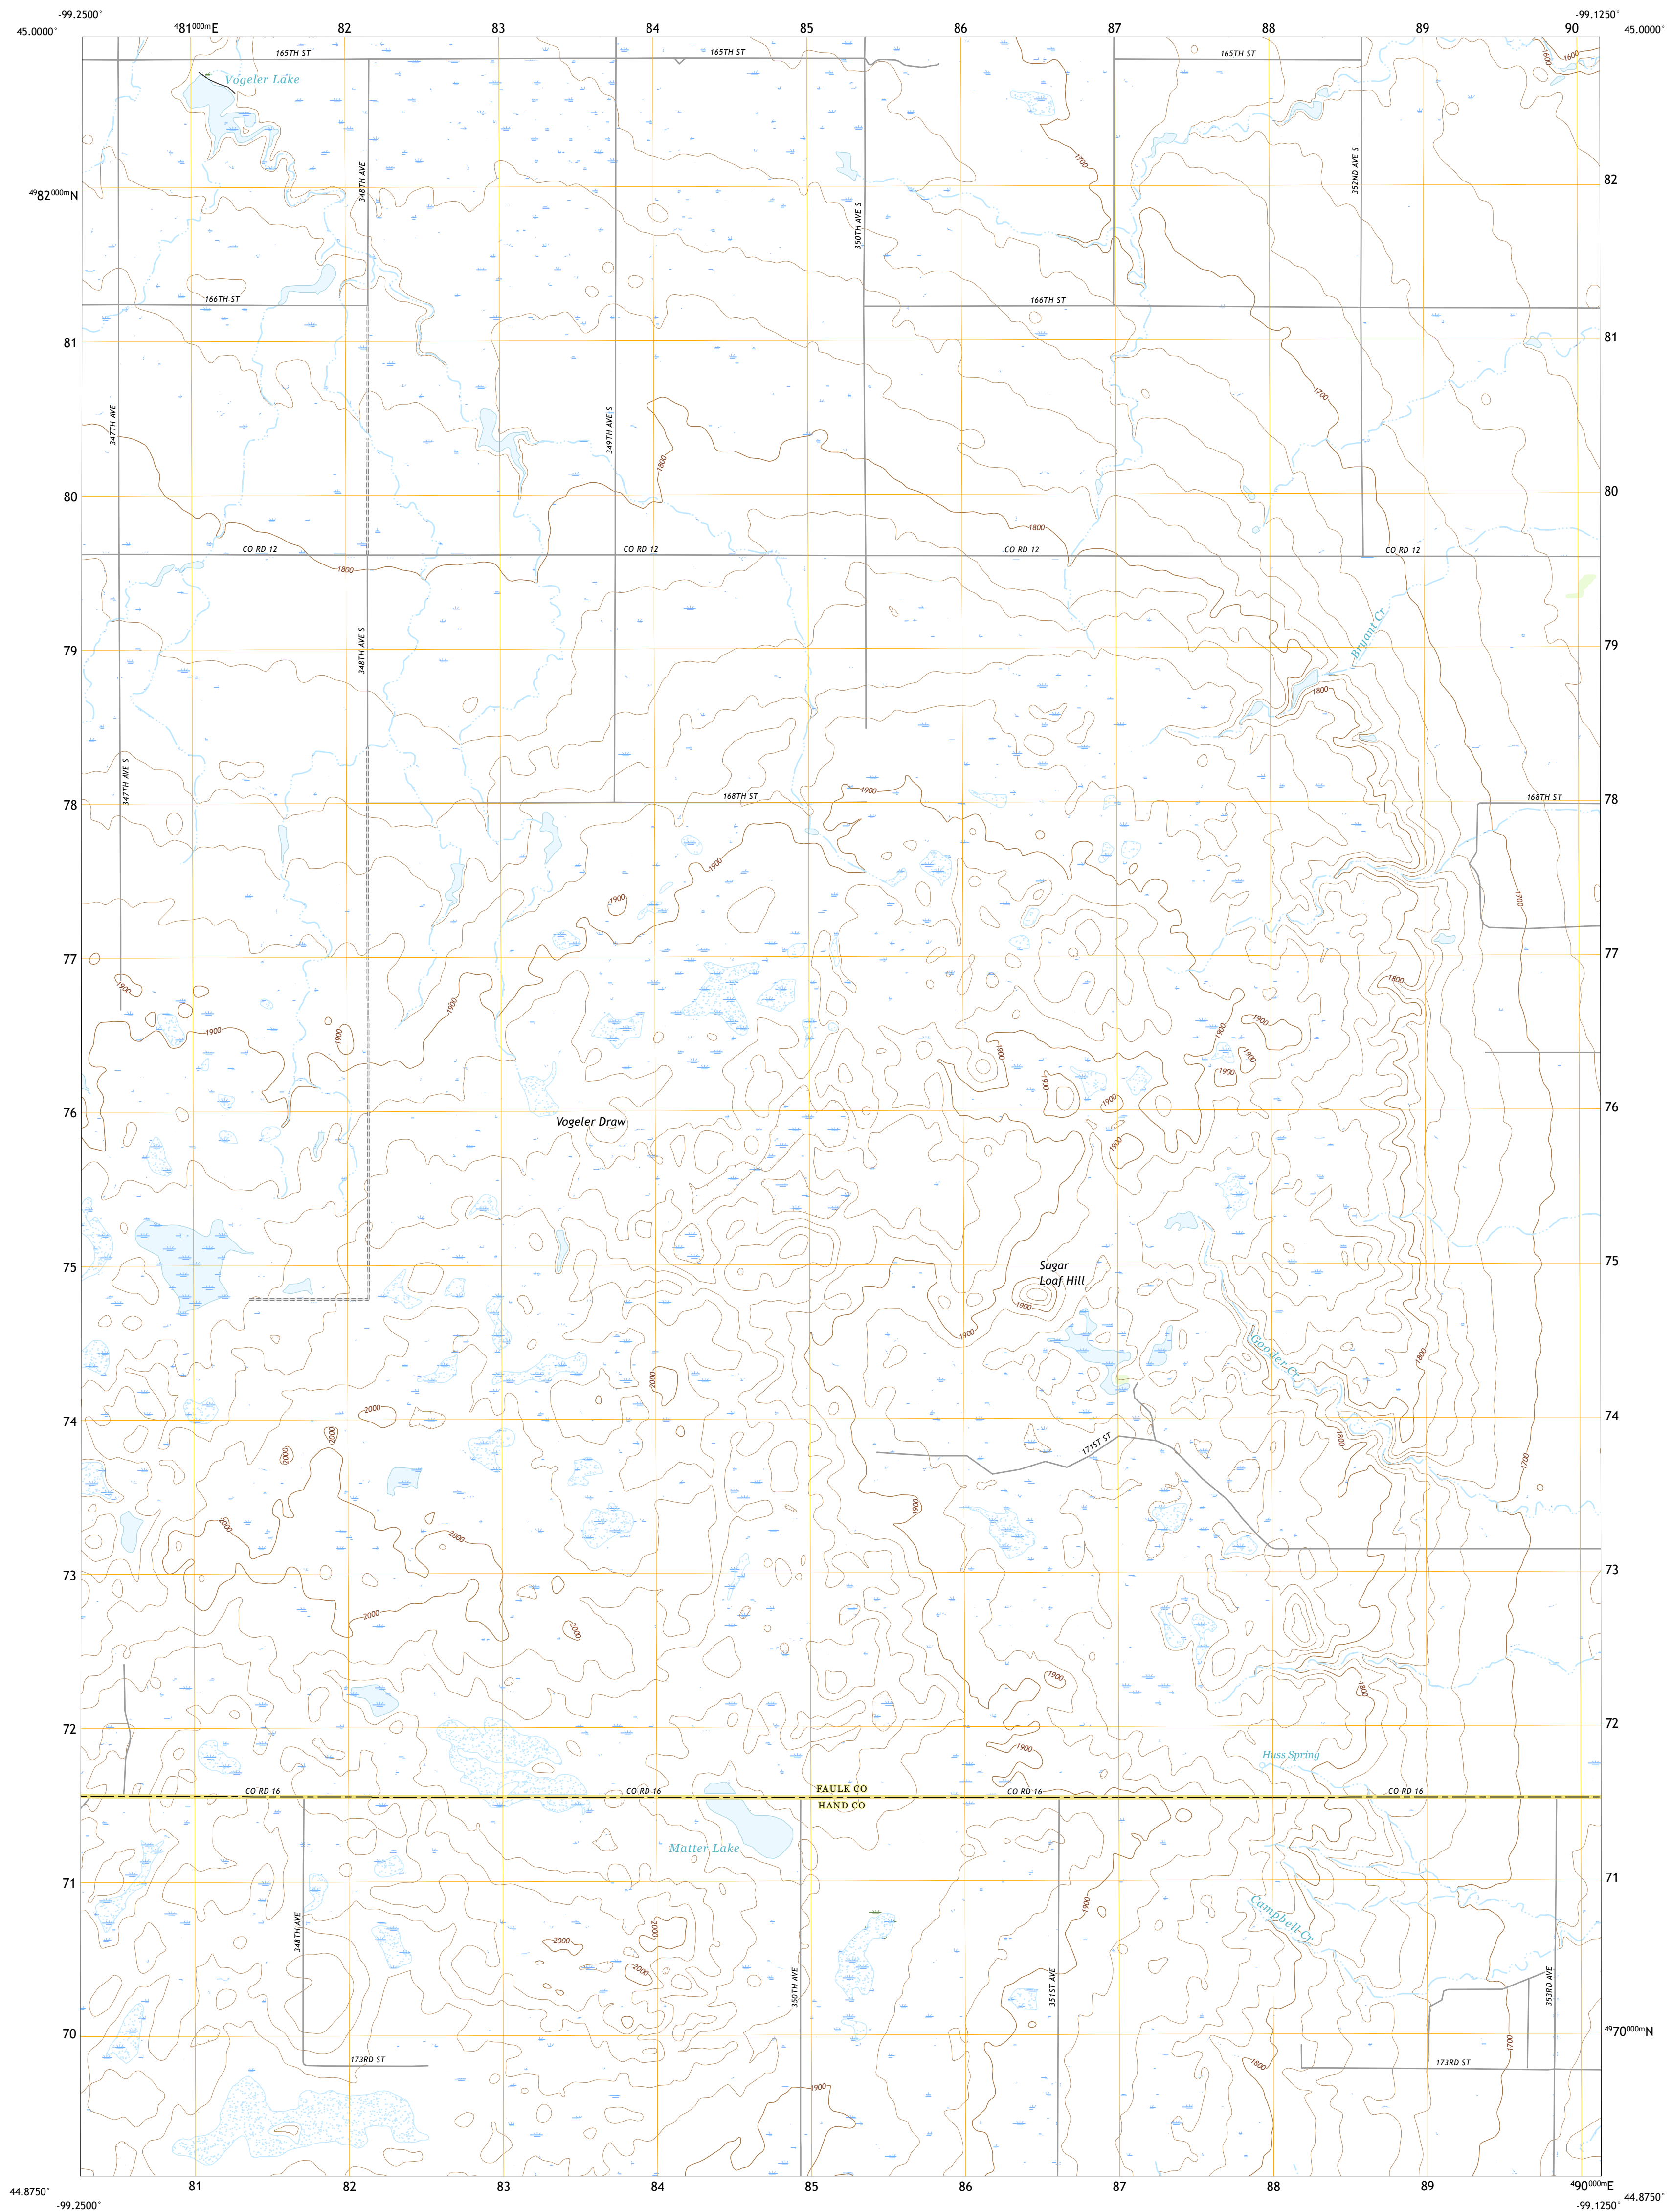 -99.2500°
-99.1250°
45.0000°
⁴81⁰⁰⁰ᵐE
82
83
84
85
86
87
88
89
90
45.0000°
165TH ST
165TH ST
165TH ST
1600
1600
Vogeler Lake
1700
348TH AVE
352ND AVE S
⁴⁹82⁰⁰⁰ᵐN
82
350TH AVE S
166TH ST
166TH ST
81
81
1700
347TH AVE
349TH AVE S
1800
80
80
1800
CO RD 12
CO RD 12
CO RD 12
CO RD 12
1800
Bryant Cr
79
79
348TH AVE S
1800
347TH AVE S
1900
168TH ST
168TH ST
78
78
1900
1900
1700
77
77
1900
1800
1900
1900
1900
1900
1900
1900
1900
1900
1900
1900
76
76
Vogeler Draw
1900
Sugar
Loaf Hill
75
75
1900
1900
Gooder Cr
1800
2000
2000
74
74
2000
2000
171ST ST
1800
1700
1900
2000
2000
73
73
2000
2000
1900
1800
72
72
1900
Huss Spring
CO RD 16
CO RD 16
FAULK CO
HAND CO
CO RD 16
CO RD 16
Matter Lake
71
71
1900
Campbell Cr
348TH AVE
2000
2000
2000
350TH AVE
351ST AVE
353RD AVE
70
⁴⁹70⁰⁰⁰ᵐN
1700
173RD ST
1800
173RD ST
1900
44.8750°
81
82
83
84
85
86
87
88
89
⁴90⁰⁰⁰ᵐE
44.8750°
-99.2500°
-99.1250°